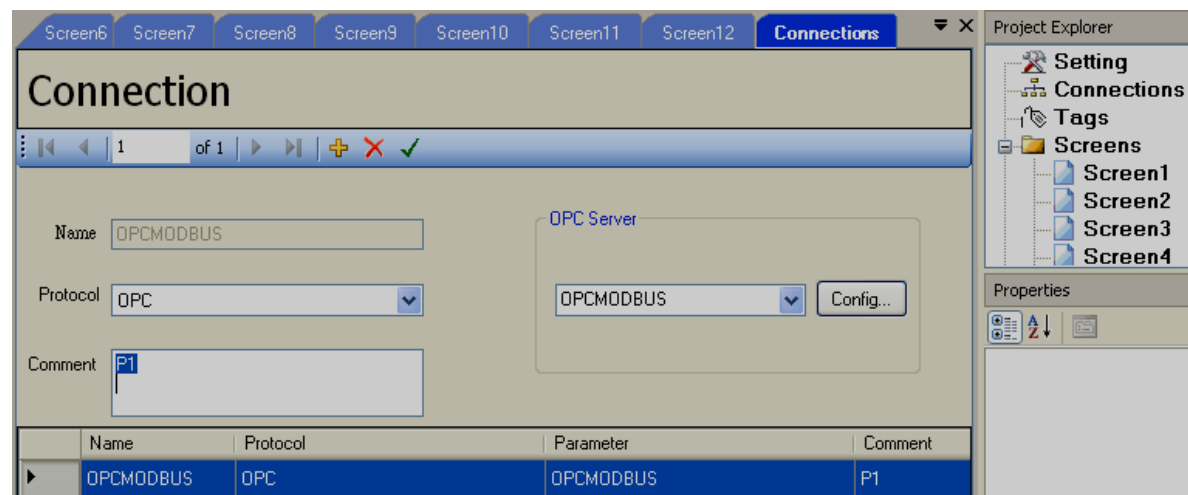 Screen6 Screen7 Screen8 Screen9 Screen10 Screen11 Screen12 Connections
Project Explorer
Connection
Setting
Connections
Tags
Screens
Screen1
Screen2
Screen3
Screen4
1 of 1
Name OPCMODBUS
OPC Server
Protocol OPC
OPCMODBUS Config...
Comment P1
Properties
Name Protocol Parameter Comment
OPCMODBUS OPC OPCMODBUS P1